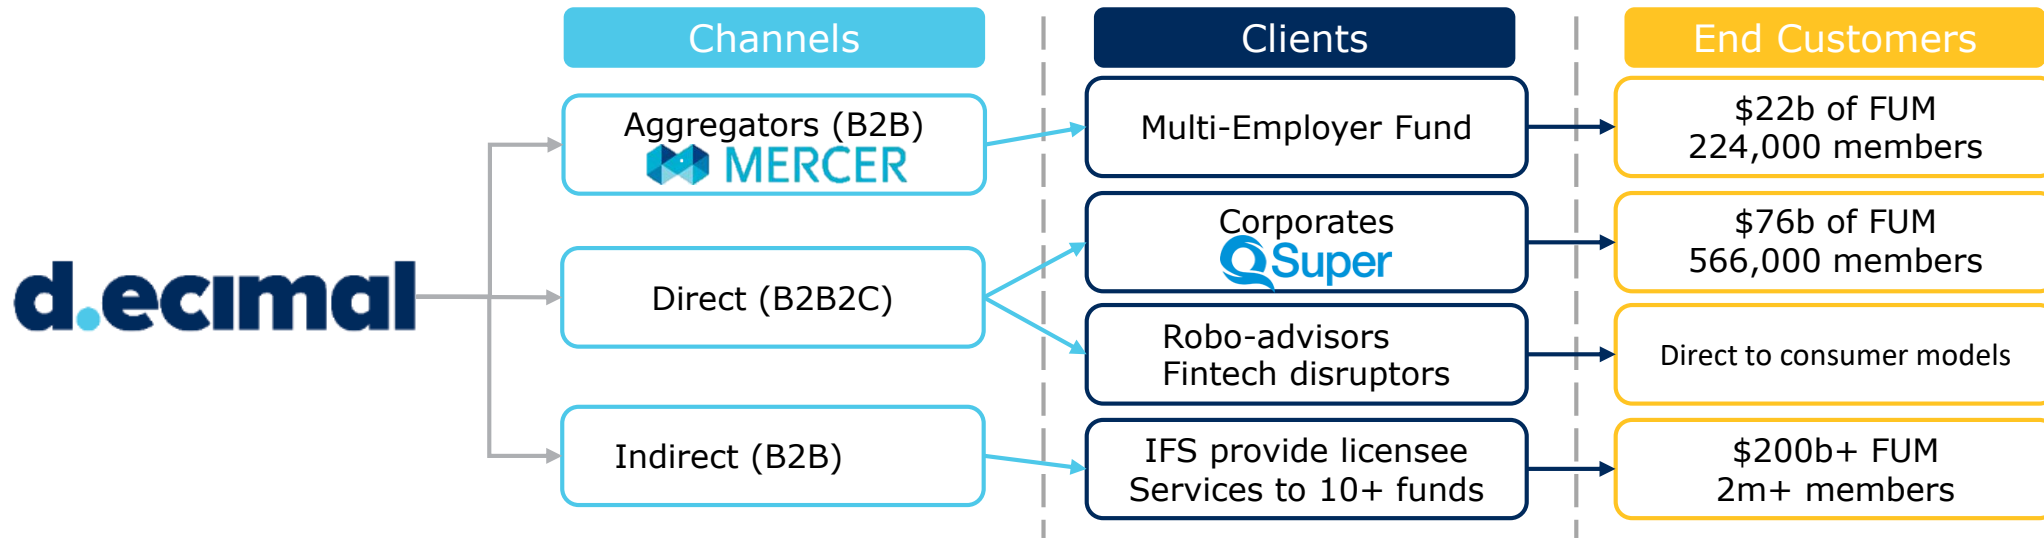 Channels
Clients
End Customers
d.ecimal
Aggregators (B2B)
MERCER
Multi-Employer Fund
$22b of FUM
224,000 members
Direct (B2B2C)
Corporates
QSuper
$76b of FUM
566,000 members
Robo-advisors
Fintech disruptors
Direct to consumer models
Indirect (B2B)
IFS provide licensee
Services to 10+ funds
$200b+ FUM
2m+ members